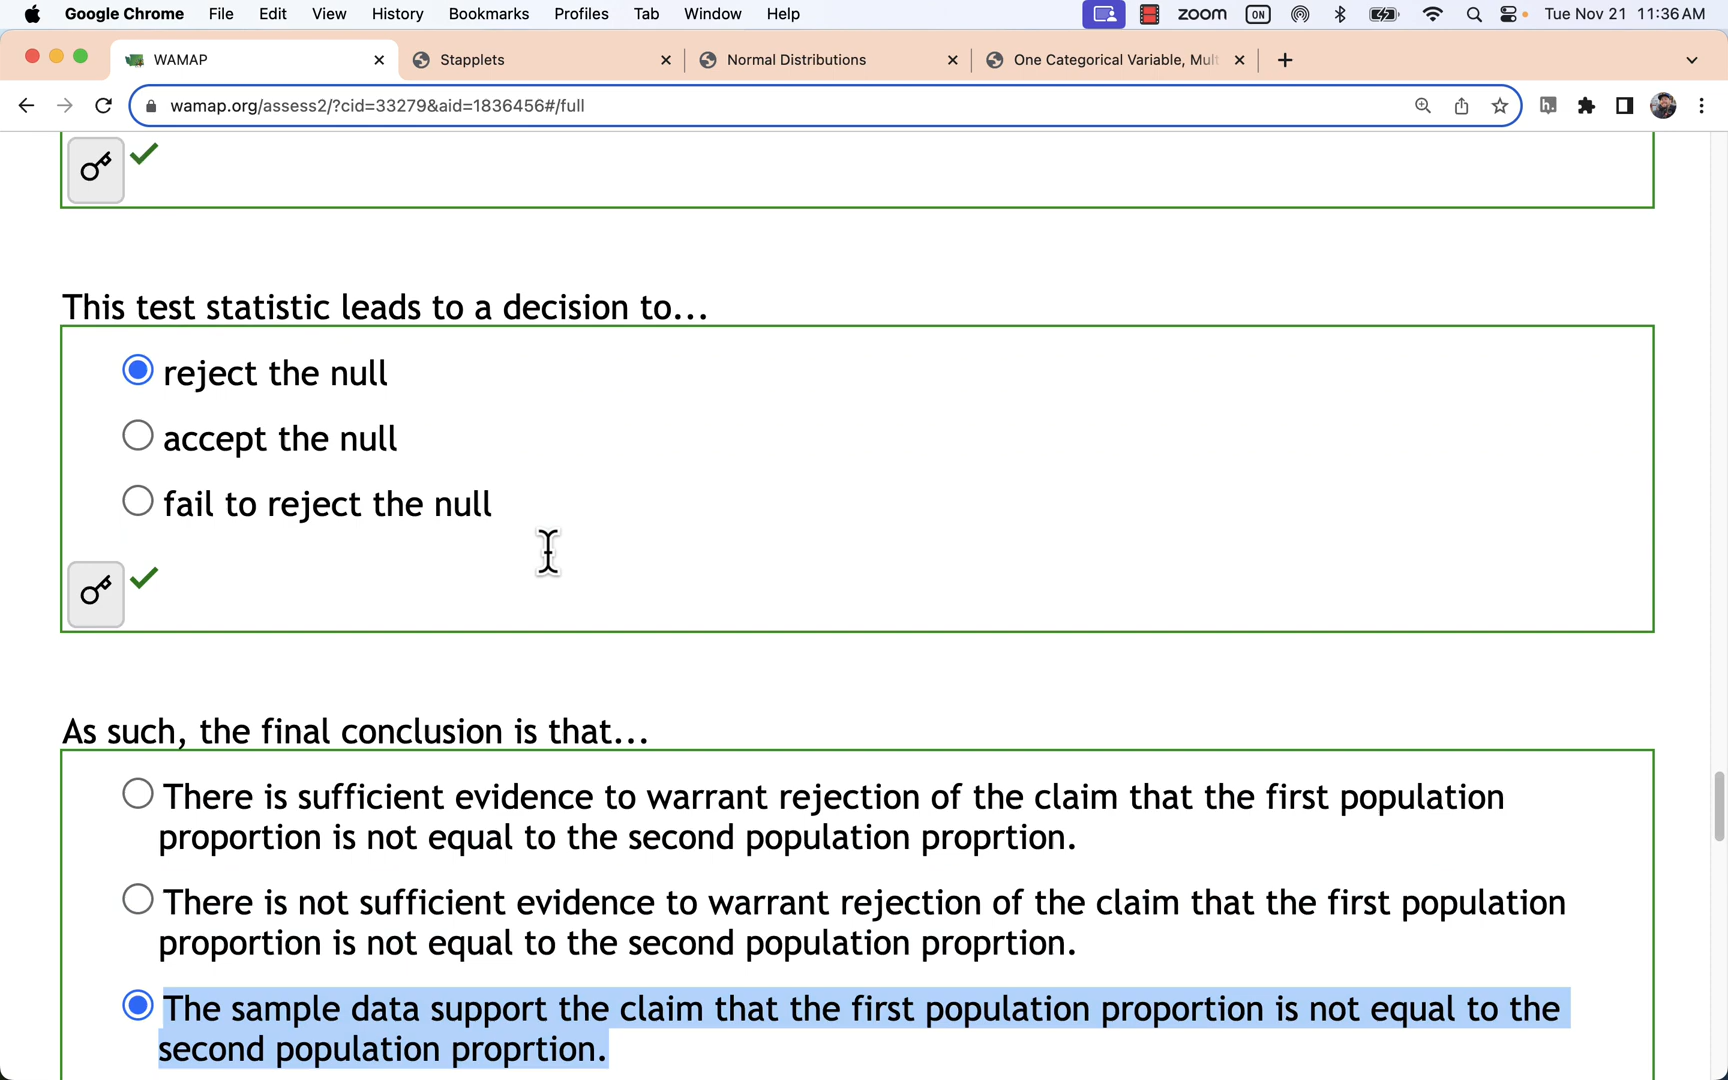 Google Chrome File Edit View History Bookmarks Profiles Tab Window Help zoom ON Tue Nov 21 11:36 AM
WAMAP Stapplets Normal Distributions One Categorical Variable, Mult
wamap.org/assess2/?cid=33279&aid=1836456#/full h.
This test statistic leads to a decision to...
reject the null
accept the null
fail to reject the null
As such, the final conclusion is that...
There is sufficient evidence to warrant rejection of the claim that the first population
proportion is not equal to the second population proprtion.
There is not sufficient evidence to warrant rejection of the claim that the first population
proportion is not equal to the second population proprtion.
The sample data support the claim that the first population proportion is not equal to the
second population proprtion.